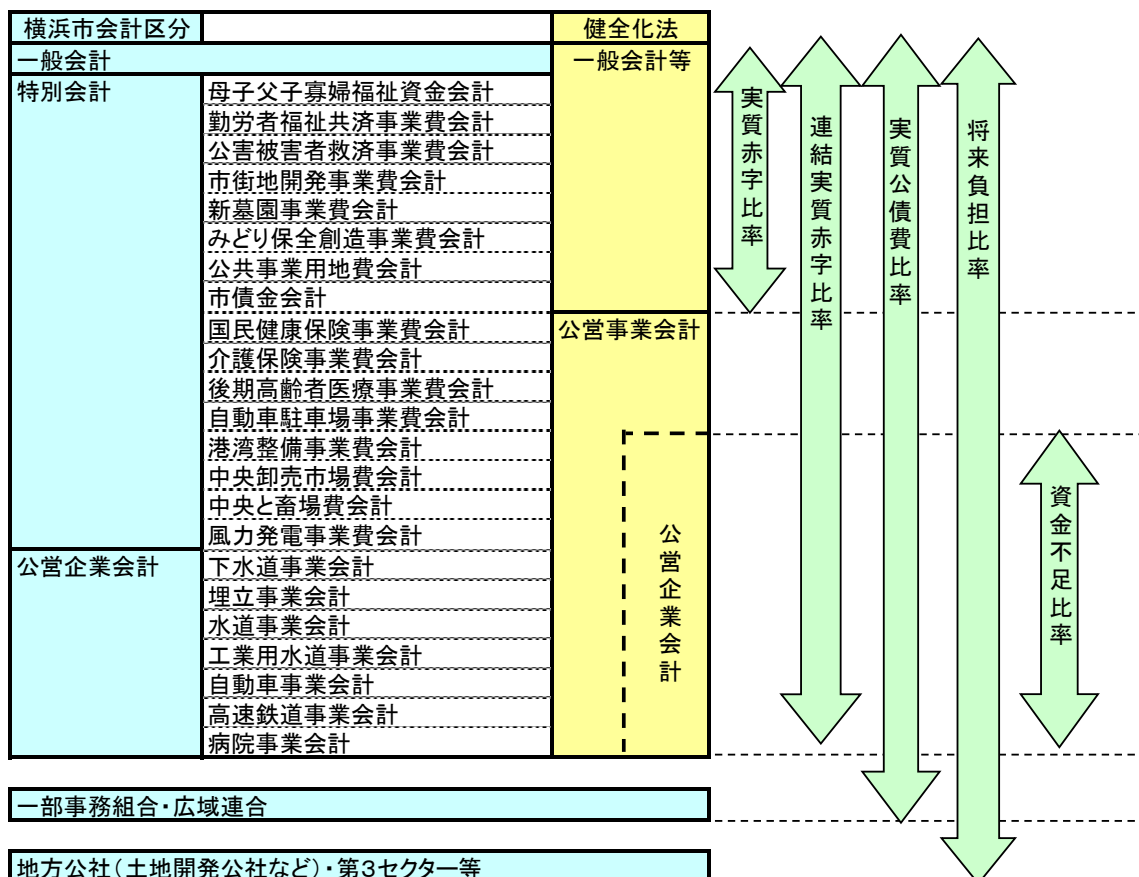 横浜市会計区分 健全化法
一般会計 一般会計等
特別会計 母子父子寡婦福祉資金会計
勤労者福祉共済事業費会計
公害被害者救済事業費会計
市街地開発事業費会計
新墓園事業費会計
みどり保全創造事業費会計
公共事業用地費会計
市債金会計
国民健康保険事業費会計 公営事業会計
介護保険事業費会計
後期高齢者医療事業費会計
自動車駐車場事業費会計
港湾整備事業費会計
中央卸売市場費会計
中央と畜場費会計
風力発電事業費会計
公営企業会計 下水道事業会計
埋立事業会計
水道事業会計
工業用水道事業会計
自動車事業会計
高速鉄道事業会計
病院事業会計
公営企業会計
実質赤字比率
連結実質赤字比率
実質公債費比率
将来負担比率
資金不足比率
一部事務組合・広域連合
地方公社（土地開発公社など）・第３セクター等